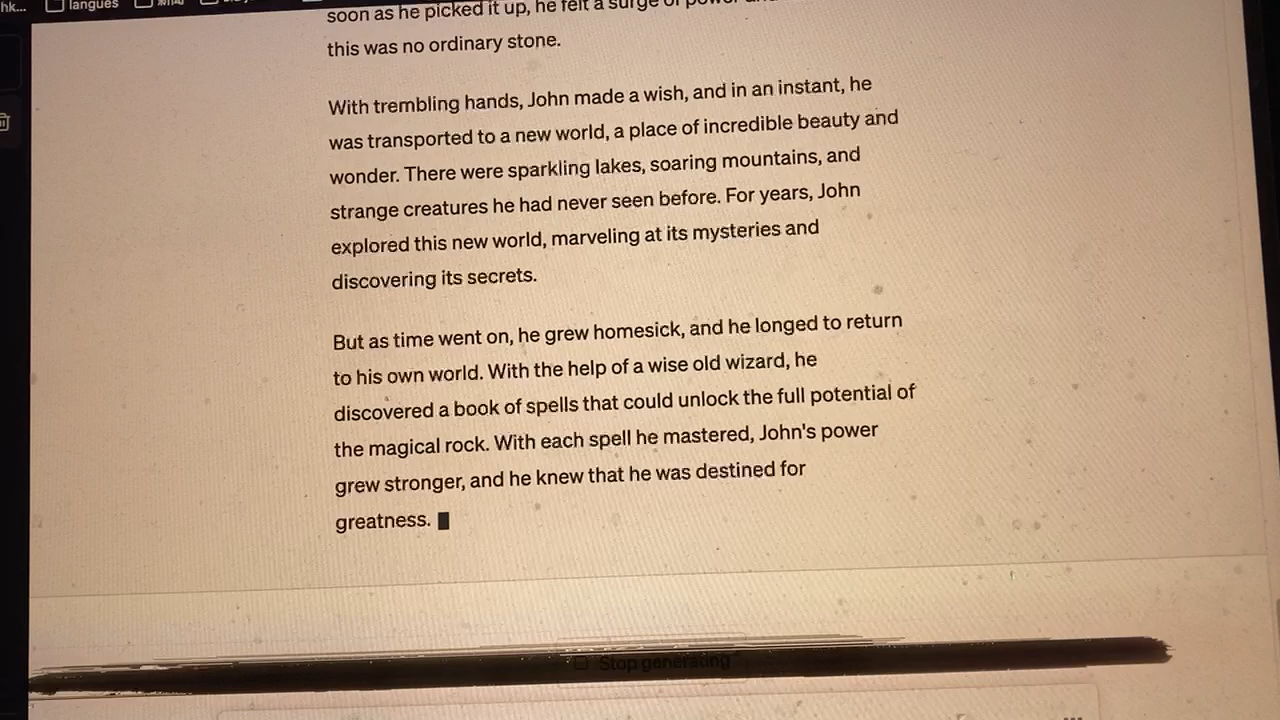 hk...
langues
soon as he picked it up, he felt a surge of power
this was no ordinary stone.
With trembling hands, John made a wish, and in an instant, he
was transported to a new world, a place of incredible beauty and
wonder. There were sparkling lakes, soaring mountains, and
strange creatures he had never seen before. For years, John
explored this new world, marveling at its mysteries and
discovering its secrets.
But as time went on, he grew homesick, and he longed to return
to his own world. With the help of a wise old wizard, he
discovered a book of spells that could unlock the full potential of
the magical rock. With each spell he mastered, John's power
grew stronger, and he knew that he was destined for
greatness.
Stop generating